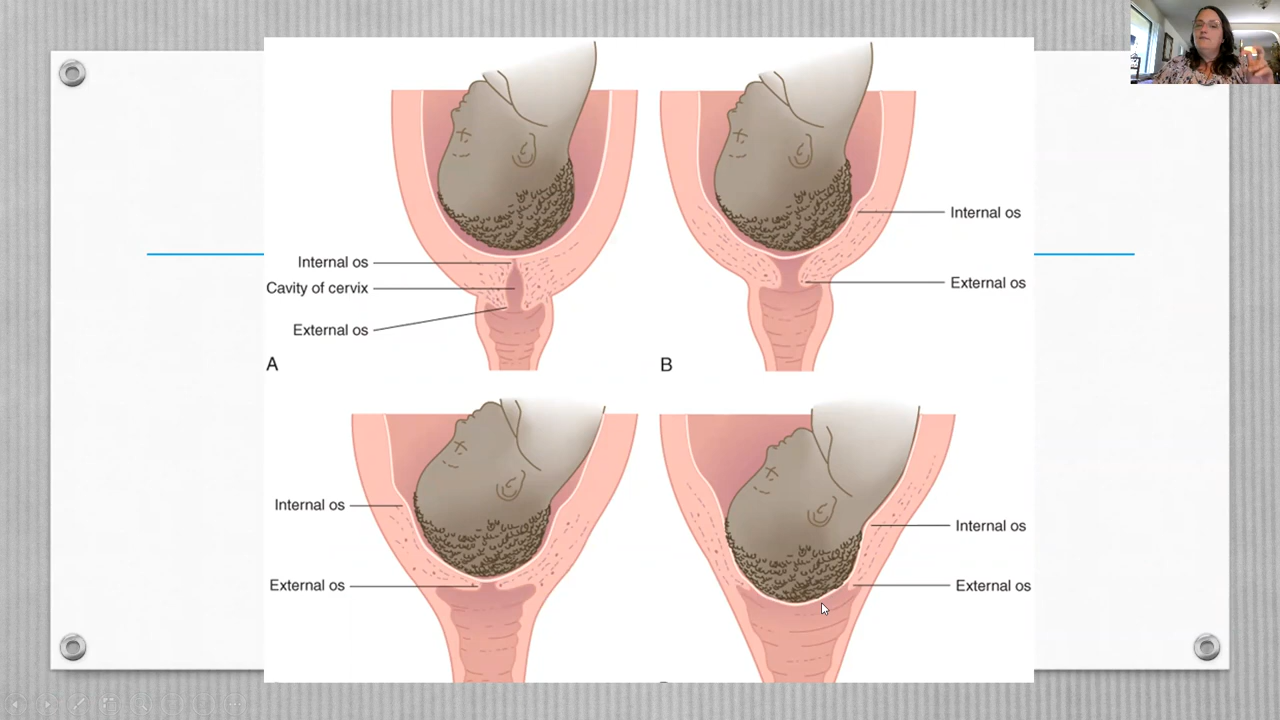 Internal os
Cavity of cervix
External os
A
Internal os
External os
B
Internal os
External os
Internal os
External os